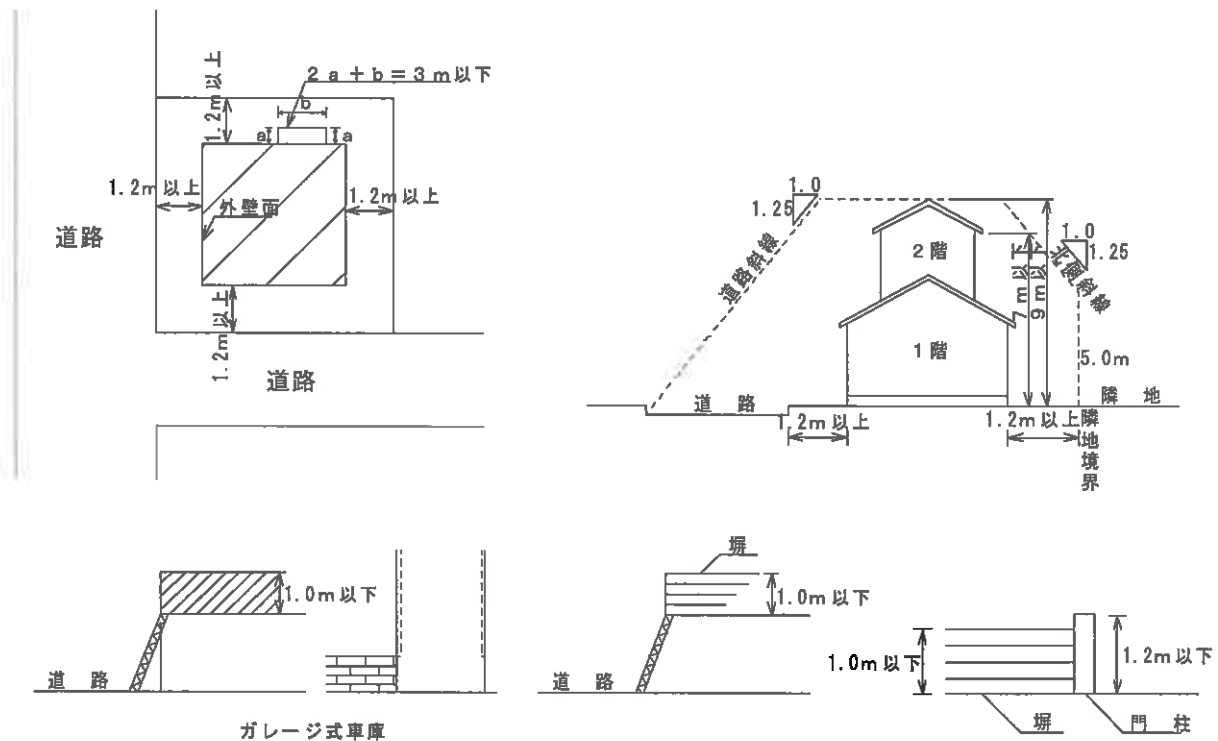 2a+b=3m以下
1.2m以上
b
a
a
1.2m以上
1.2m以上
外壁面
道路
1.2m以上
道路
1.0
1.25
道路斜線
2階
1階
7m以下
9m以下
1.0
1.25
北側斜線
5.0m
道 路
隣 地
1.2m以上
1.2m以上
隣地境界
1.0m以下
道 路
ガレージ式車庫
塀
1.0m以下
道 路
1.0m以下
1.2m以下
塀
門 柱